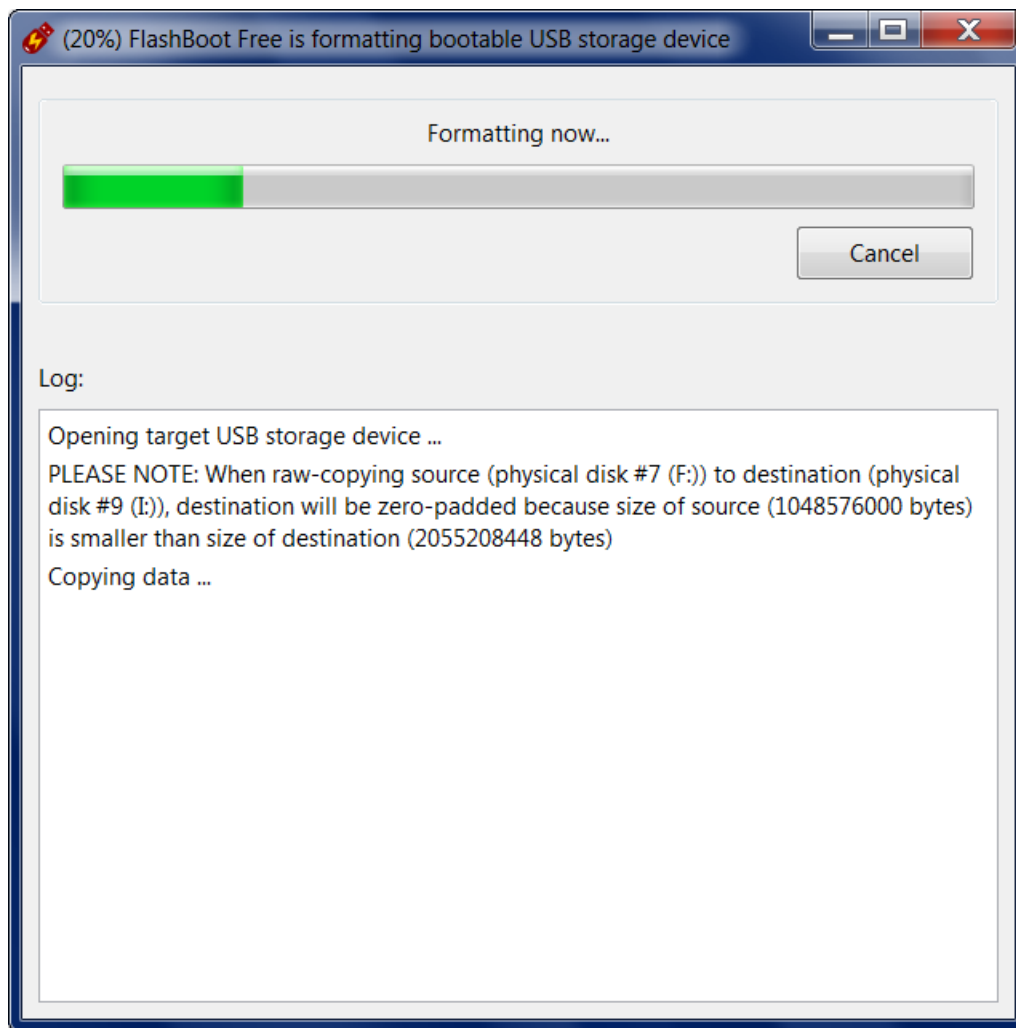 (20%) FlashBoot Free is formatting bootable USB storage device
Formatting now...
Cancel
Log:
Opening target USB storage device ...
PLEASE NOTE: When raw-copying source (physical disk #7 (F:)) to destination (physical
disk #9 (I:)), destination will be zero-padded because size of source (1048576000 bytes)
is smaller than size of destination (2055208448 bytes)
Copying data ...